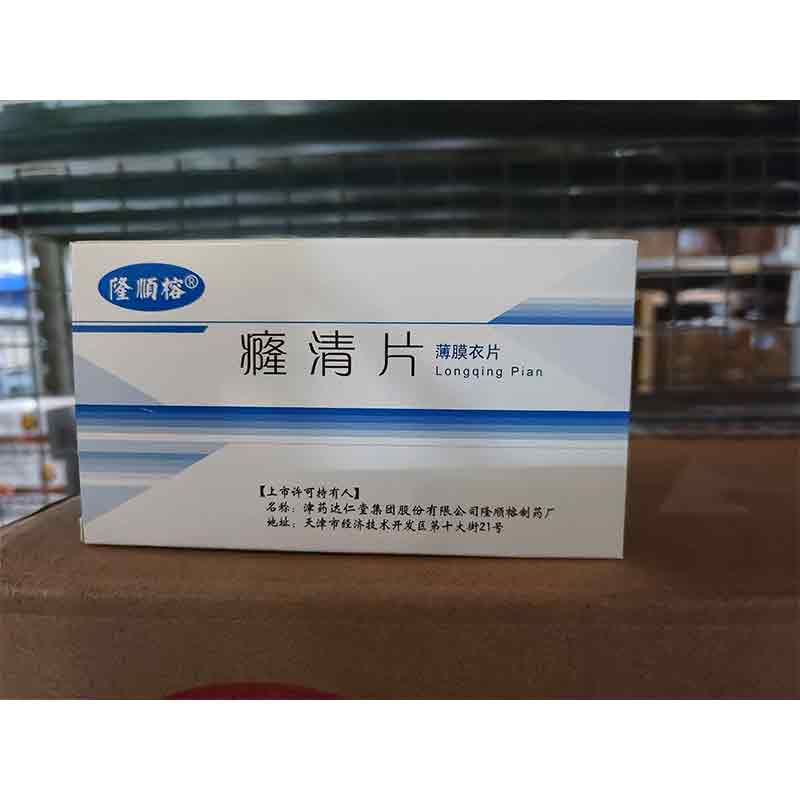 隆順榕®
癃清片 薄膜衣片
Longqing Pian
【上市许可持有人】
名称：津药达仁堂集团股份有限公司隆顺榕制药厂
地址：天津市经济技术开发区第十大街21号